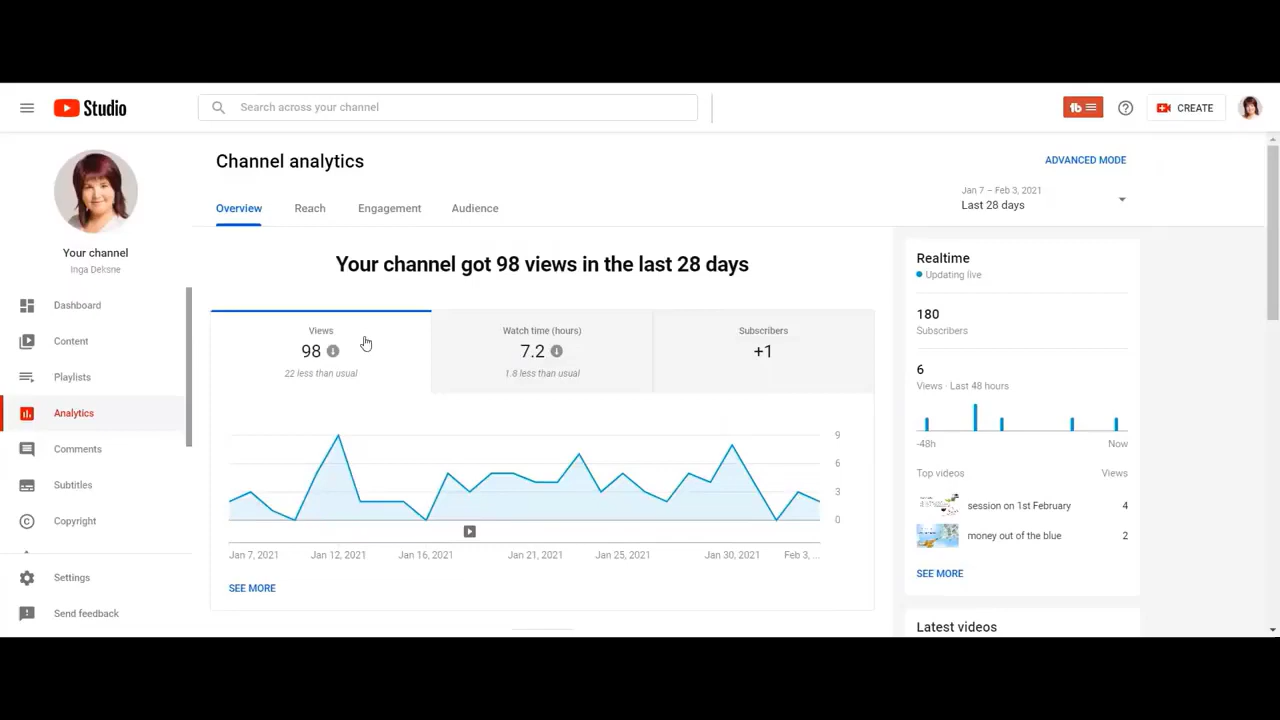 Studio
Search across your channel
CREATE
Your channel
Inga Deksne
Dashboard
Content
Playlists
Analytics
Comments
Subtitles
Copyright
Settings
Send feedback
Channel analytics
ADVANCED MODE
Jan 7 – Feb 3, 2021
Last 28 days
Overview Reach Engagement Audience
Your channel got 98 views in the last 28 days
Views
98
22 less than usual
Watch time (hours)
7.2
1.8 less than usual
Subscribers
+1
9
6
3
0
Jan 7, 2021 Jan 12, 2021 Jan 16, 2021 Jan 21, 2021 Jan 25, 2021 Jan 30, 2021 Feb 3, ...
SEE MORE
Realtime
Updating live
180
Subscribers
6
Views · Last 48 hours
-48h Now
Top videos Views
session on 1st February 4
money out of the blue 2
SEE MORE
Latest videos